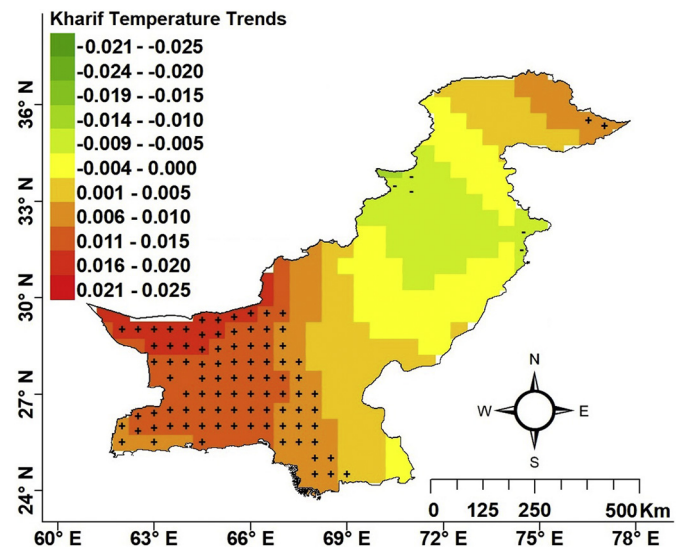 Kharif Temperature Trends
-0.021 - -0.025
-0.024 - -0.020
-0.019 - -0.015
-0.014 - -0.010
-0.009 - -0.005
-0.004 - 0.000
0.001 - 0.005
0.006 - 0.010
0.011 - 0.015
0.016 - 0.020
0.021 - 0.025
36° N
33° N
30° N
27° N
24° N
N
W
E
S
0 125 250 500 Km
60° E 63° E 66° E 69° E 72° E 75° E 78° E